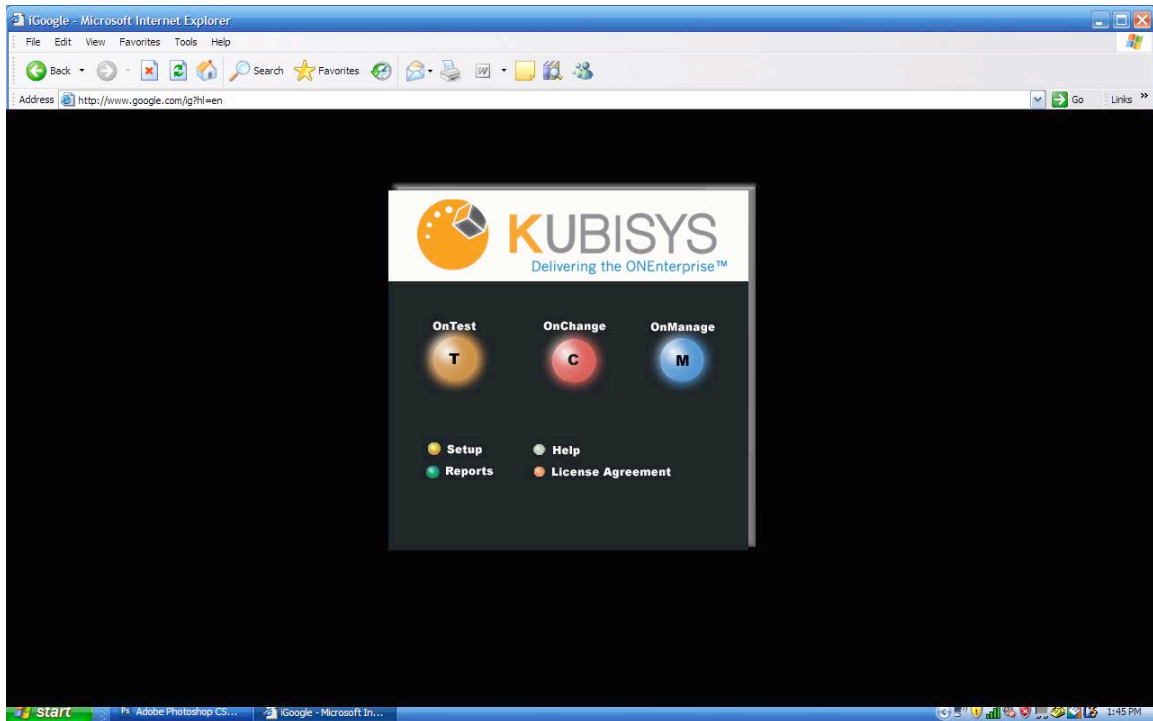 iGoogle - Microsoft Internet Explorer
File Edit View Favorites Tools Help
Back Search Favorites
Address http://www.google.com/ig?hl=en Go Links »
KUBISYS
Delivering the ONEnterprise™
OnTest OnChange OnManage
T C M
Setup Help
Reports License Agreement
start Ps Adobe Photoshop CS... iGoogle - Microsoft In... 1:45 PM